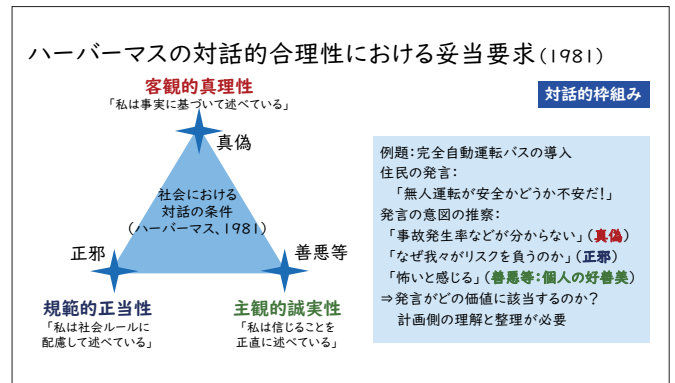 ハーバーマスの対話的合理性における妥当要求(1981)
客観的真理性
「私は事実に基づいて述べている」
真偽
社会における
対話の条件
(ハーバーマス、1981)
正邪
善悪等
規範的正当性
「私は社会ルールに
配慮して述べている」
主観的誠実性
「私は信じることを
正直に述べている」
対話的枠組み
例題:完全自動運転バスの導入
住民の発言:
「無人運転が安全かどうか不安だ!」
発言の意図の推察:
「事故発生率などが分からない」(真偽)
「なぜ我々がリスクを負うのか」(正邪)
「怖いと感じる」(善悪等:個人の好善美)
⇒発言がどの価値に該当するのか?
計画側の理解と整理が必要